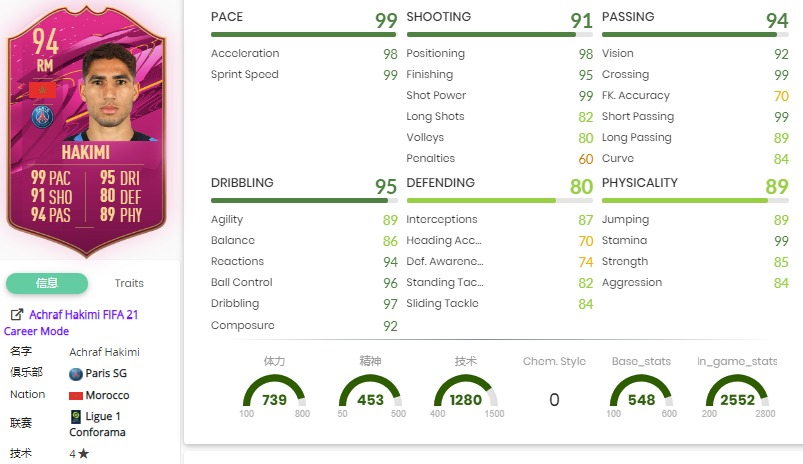 94
RM
HAKIMI
99 PAC 95 DRI
91 SHO 80 DEF
94 PAS 89 PHY
信息 Traits
Achraf Hakimi FIFA 21
Career Mode
名字 Achraf Hakimi
俱乐部 Paris SG
Nation Morocco
联赛 Ligue 1
Conforama
技术 4★
PACE 99
Acceleration 98
Sprint Speed 99
SHOOTING 91
Positioning 98
Finishing 95
Shot Power 99
Long Shots 82
Volleys 80
Penalties 60
PASSING 94
Vision 92
Crossing 99
FK. Accuracy 70
Short Passing 99
Long Passing 89
Curve 84
DRIBBLING 95
Agility 89
Balance 86
Reactions 94
Ball Control 96
Dribbling 97
Composure 92
DEFENDING 80
Interceptions 87
Heading Acc... 70
Def. Awarene... 74
Standing Tac... 82
Sliding Tackle 84
PHYSICALITY 89
Jumping 89
Stamina 99
Strength 85
Aggression 84
体力 精神 技术 Chem. Style Base_stats In_game_stats
739 453 1280 0 548 2552
100 800 50 500 400 1500 100 600 200 2800